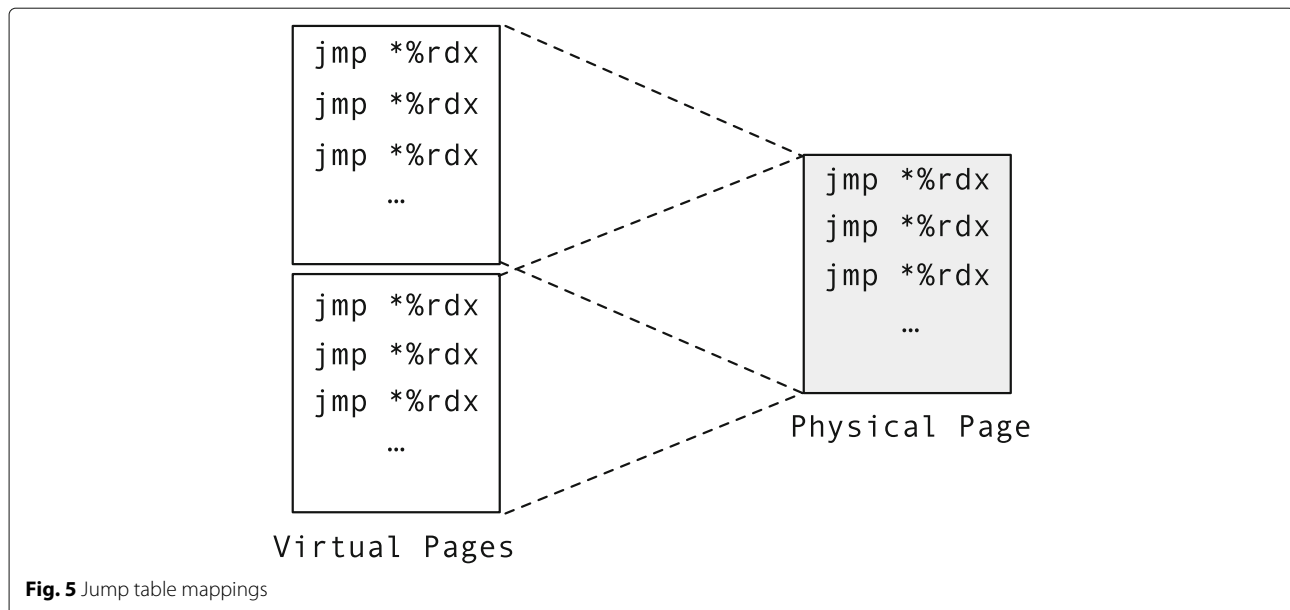 jmp *%rdx
jmp *%rdx
jmp *%rdx
…
jmp *%rdx
jmp *%rdx
jmp *%rdx
…
Virtual Pages
jmp *%rdx
jmp *%rdx
jmp *%rdx
…
Physical Page
Fig. 5 Jump table mappings